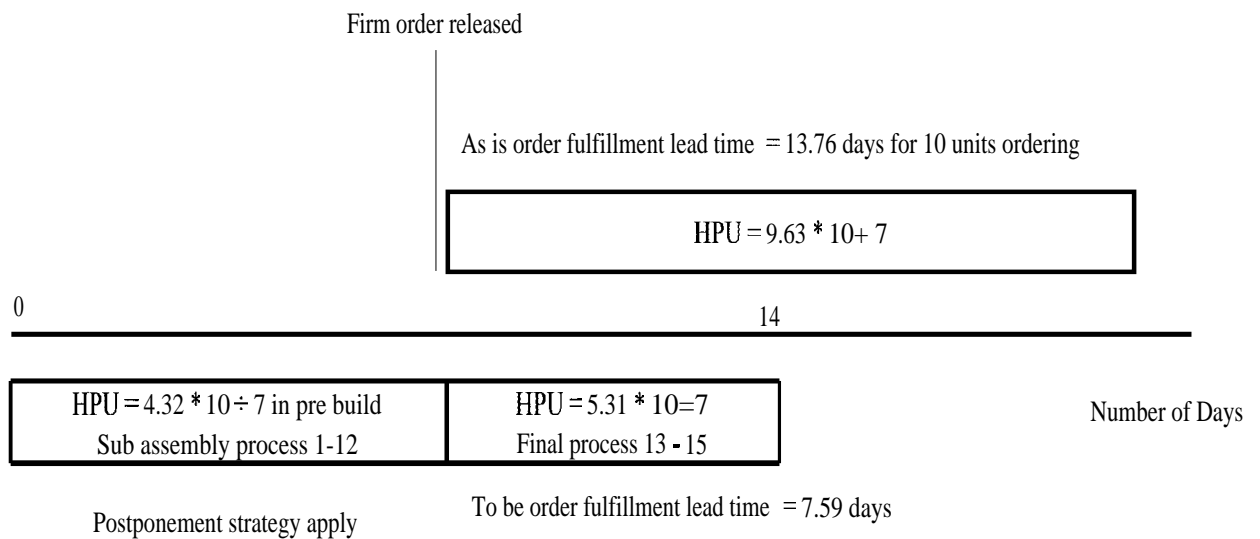 Firm order released
As is order fulfillment lead time = 13.76 days for 10 units ordering
HPU = 9.63 * 10+ 7
0
14
HPU = 4.32 * 10 ÷ 7 in pre build
Sub assembly process 1-12
HPU = 5.31 * 10=7
Final process 13 - 15
Number of Days
Postponement strategy apply
To be order fulfillment lead time = 7.59 days